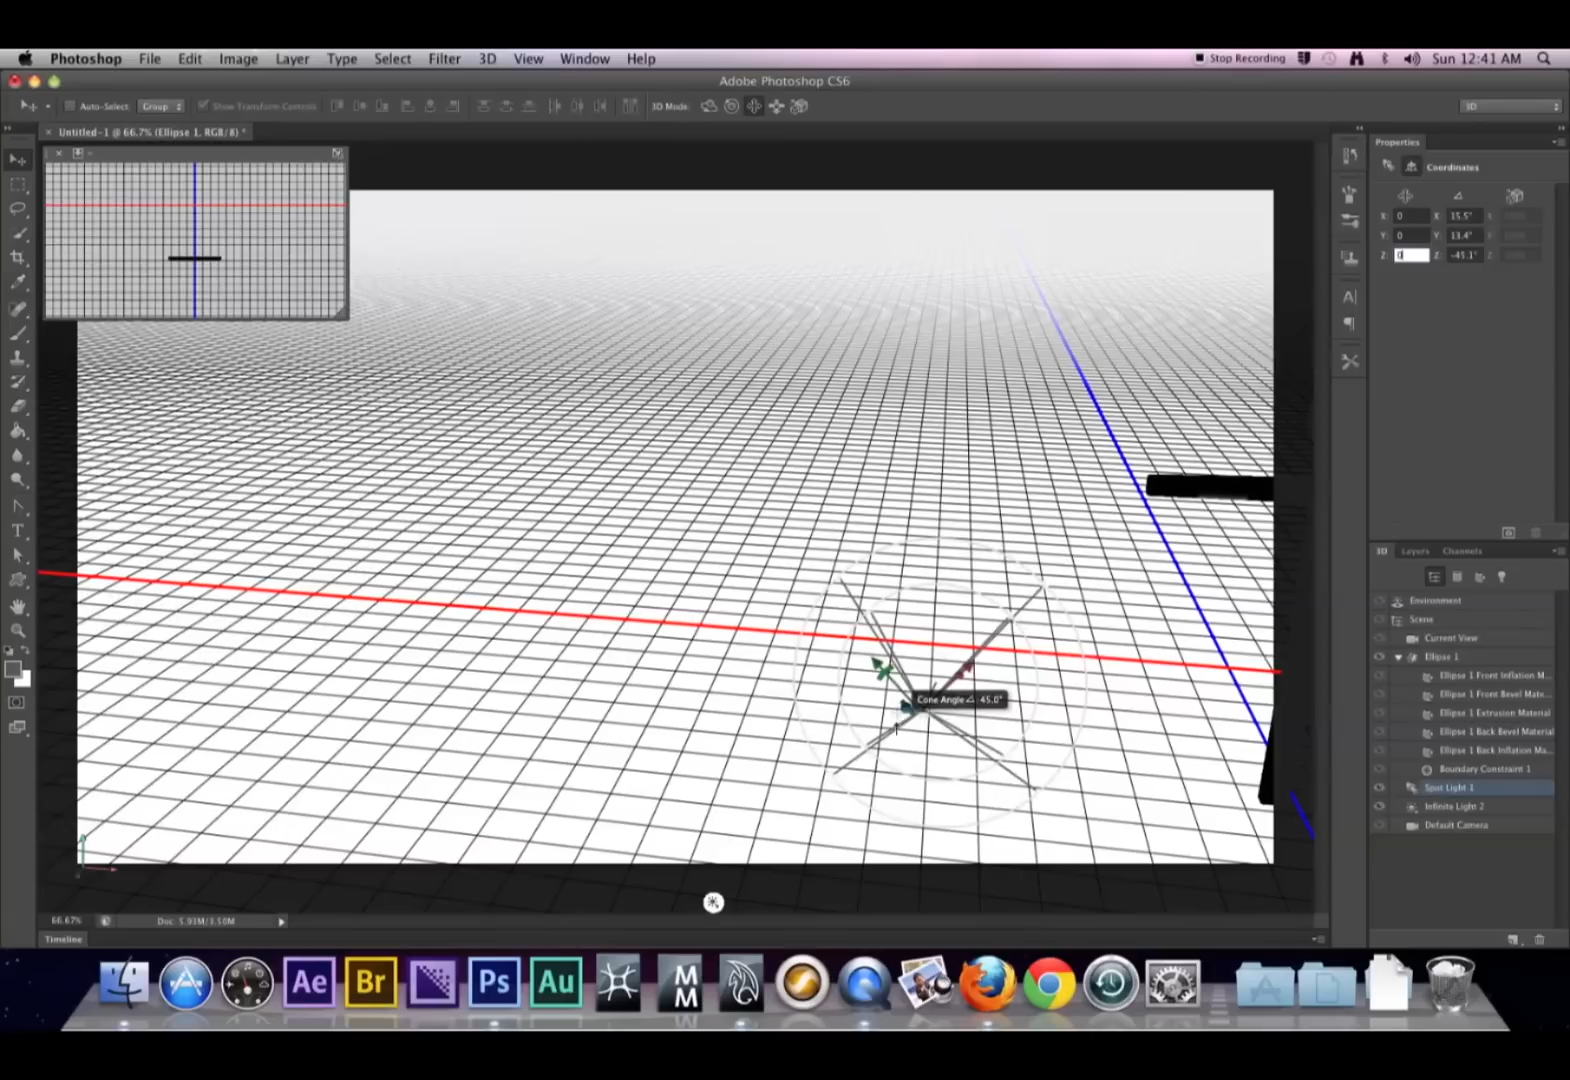 Photoshop File Edit Image Layer Type Select Filter 3D View Window Help Stop Recording Sun 12:41 AM
Adobe Photoshop CS6
Auto-Select Group Show Transform Controls 3D Mode: 3D
Untitled-1 @ 66.7% (Ellipse 1, RGB/8) *
Properties
Coordinates
X: 0 X: 15.5°
Y: 0 Y: 13.4°
Z: 0 Z: -45.1° Z
Cone Angle 45.0°
3D Layers Channels
Environment
Scene
Current View
Ellipse 1
Ellipse 1 Front Inflation M...
Ellipse 1 Front Bevel Mate...
Ellipse 1 Extrusion Material
Ellipse 1 Back Bevel Material
Ellipse 1 Back Inflation Ma...
Boundary Constraint 1
Spot Light 1
Infinite Light 2
Default Camera
66.67% Doc: 5.93M/3.50M
Timeline
Ae Br Ps Au M
M